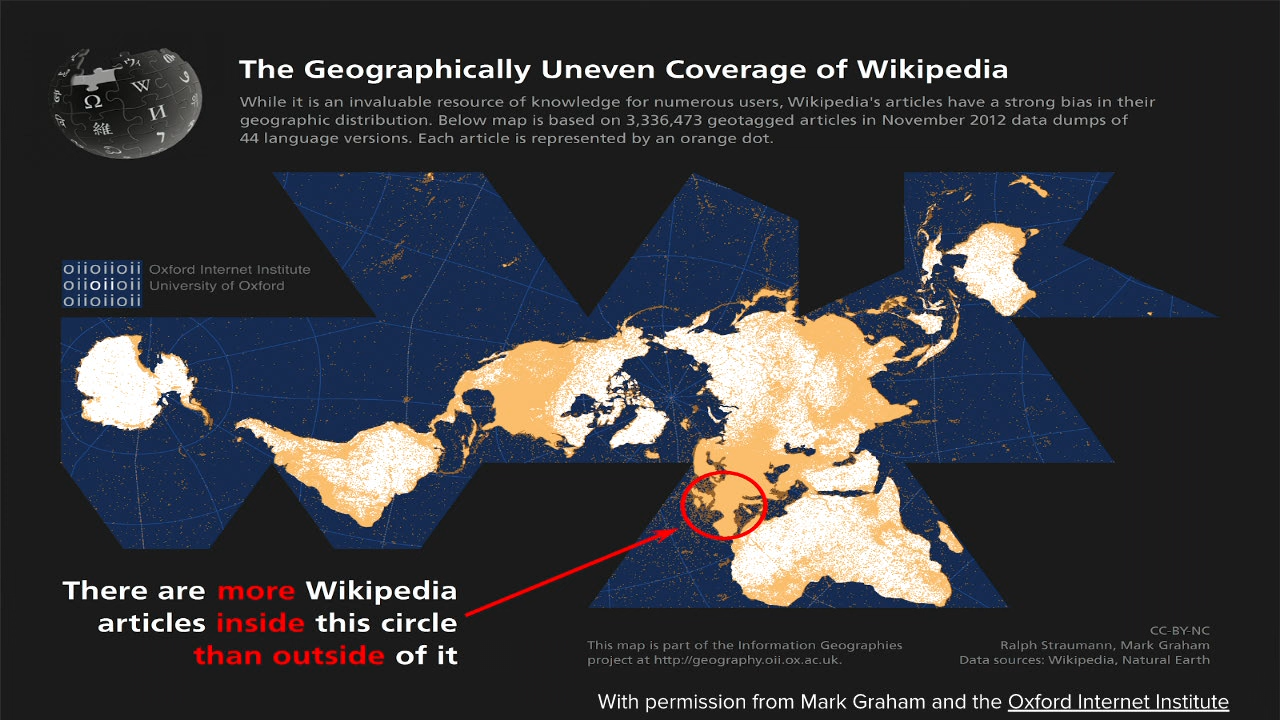 The Geographically Uneven Coverage of Wikipedia
While it is an invaluable resource of knowledge for numerous users, Wikipedia's articles have a strong bias in their
geographic distribution. Below map is based on 3,336,473 geotagged articles in November 2012 data dumps of
44 language versions. Each article is represented by an orange dot.
Ω W И 維 7
oiioiioii
oiioiioii
oiioiioii
Oxford Internet Institute
University of Oxford
There are more Wikipedia
articles inside this circle
than outside of it
This map is part of the Information Geographies
project at http://geography.oii.ox.ac.uk.
CC-BY-NC
Ralph Straumann, Mark Graham
Data sources: Wikipedia, Natural Earth
With permission from Mark Graham and the Oxford Internet Institute